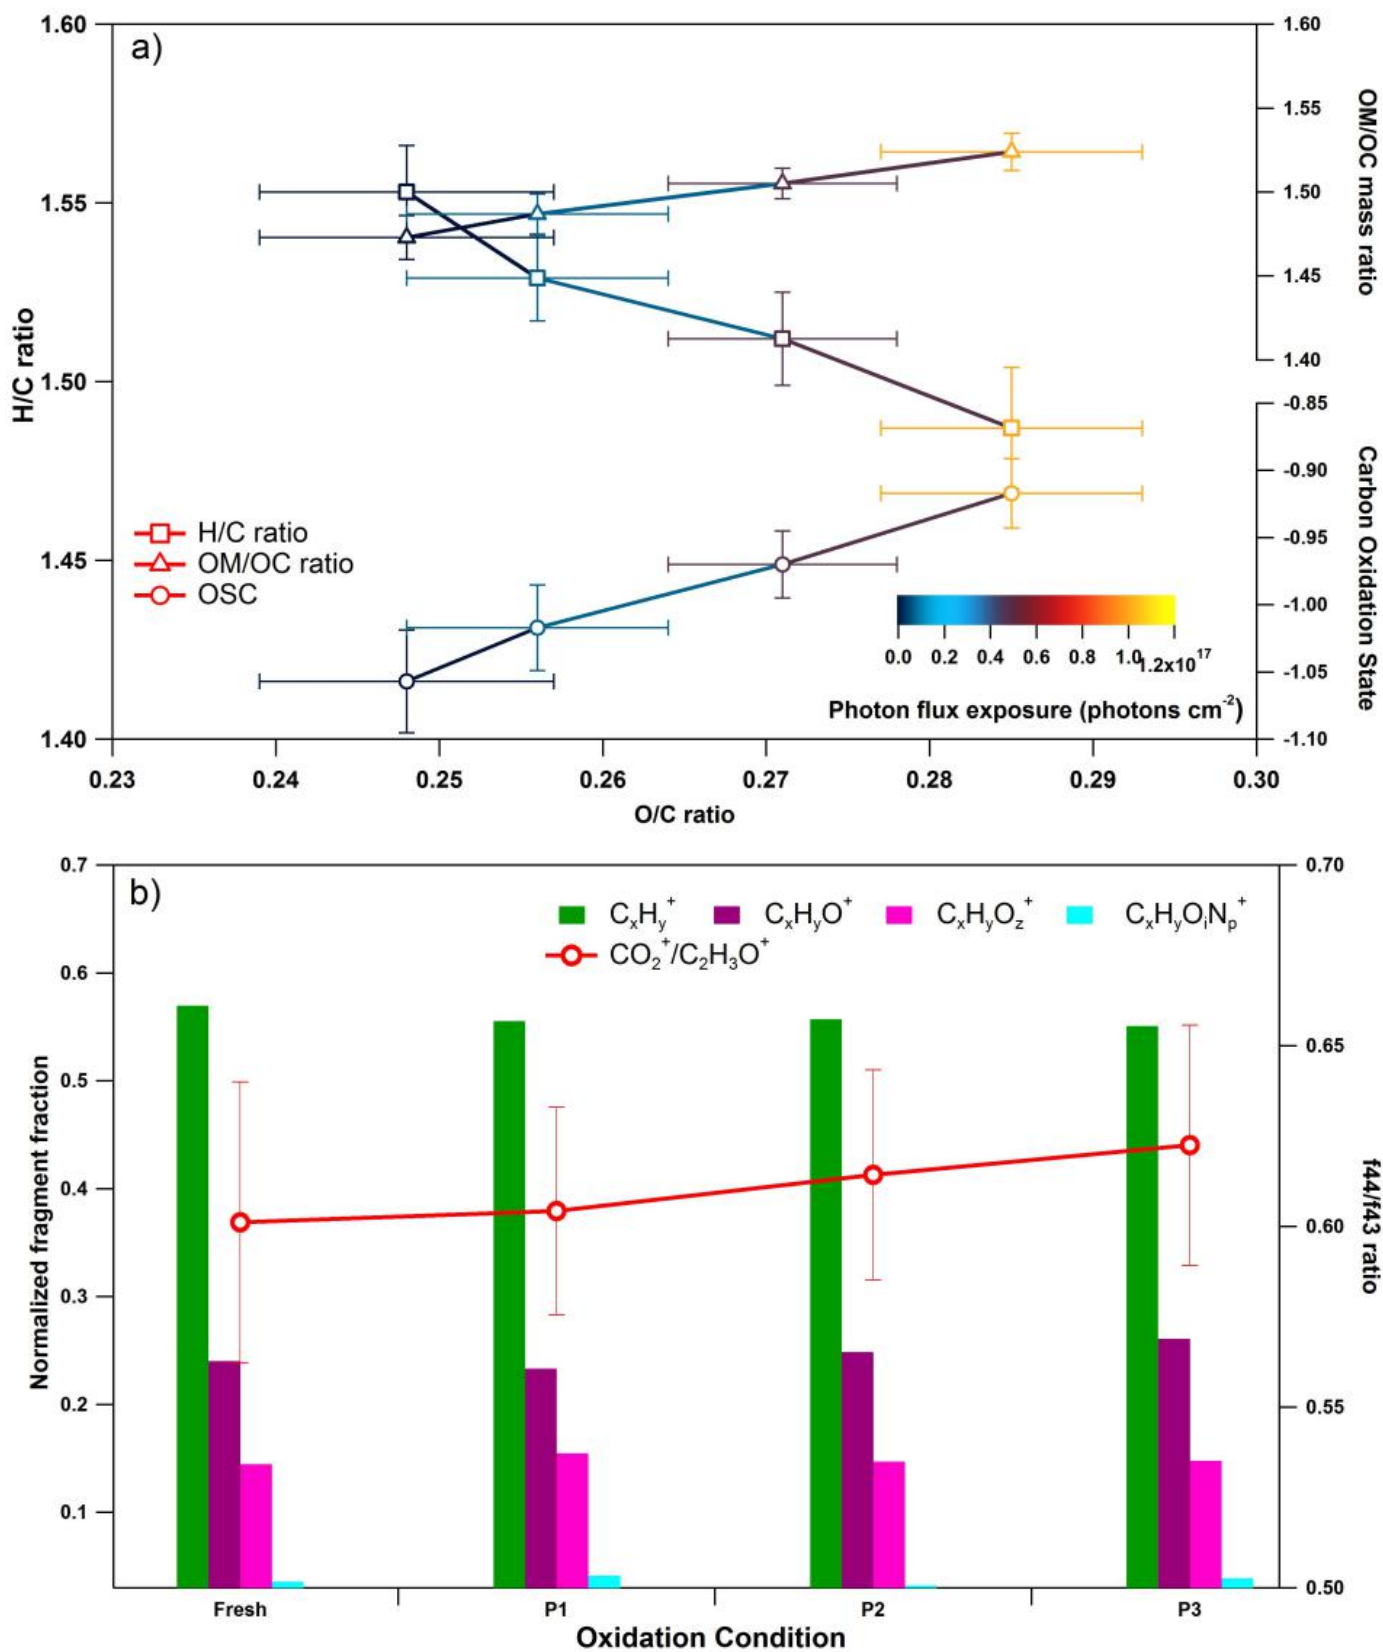 a)
1.60
1.55
1.50
1.45
1.40
H/C ratio
1.60
1.55
1.50
1.45
1.40
OM/OC mass ratio
-0.85
-0.90
-0.95
-1.00
-1.05
-1.10
Carbon Oxidation State
H/C ratio
OM/OC ratio
OSC
0.0 0.2 0.4 0.6 0.8 1.0 1.2x10¹⁷
Photon flux exposure (photons cm⁻²)
0.23 0.24 0.25 0.26 0.27 0.28 0.29 0.30
O/C ratio
b)
CₓHᵧ⁺ CₓHᵧO⁺ CₓHᵧO_z⁺ CₓHᵧOᵢNₚ⁺
CO₂⁺/C₂H₃O⁺
0.7
0.6
0.5
0.4
0.3
0.2
0.1
Normalized fragment fraction
0.70
0.65
0.60
0.55
0.50
f44/f43 ratio
Fresh P1 P2 P3
Oxidation Condition